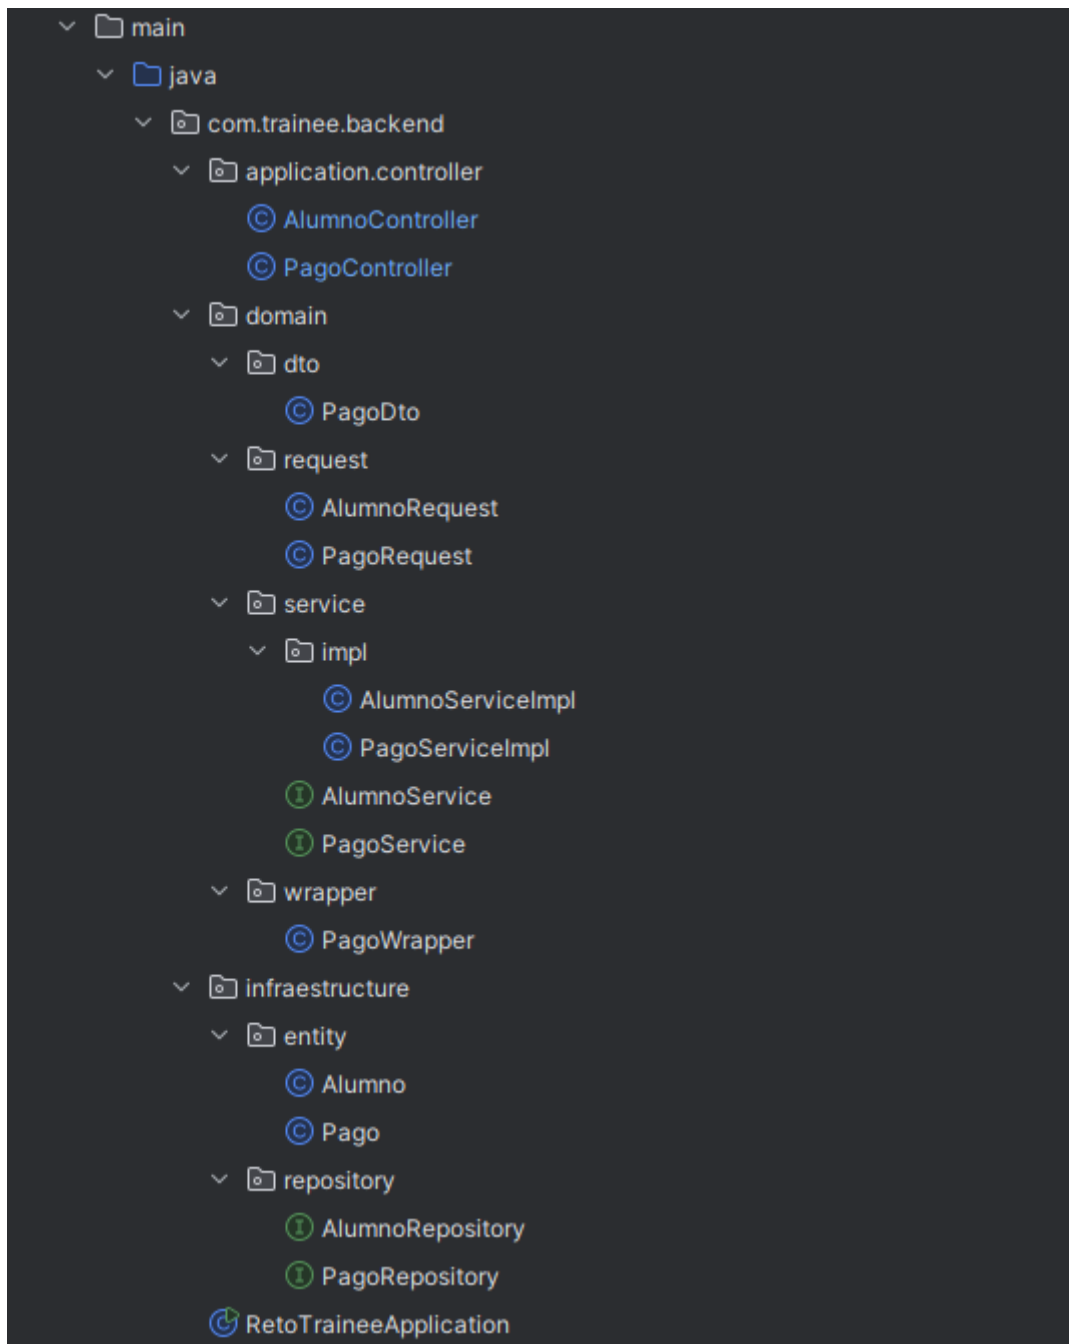 main
java
com.trainee.backend
application.controller
AlumnoController
PagoController
domain
dto
PagoDto
request
AlumnoRequest
PagoRequest
service
impl
AlumnoServiceImpl
PagoServiceImpl
AlumnoService
PagoService
wrapper
PagoWrapper
infraestructure
entity
Alumno
Pago
repository
AlumnoRepository
PagoRepository
RetoTraineeApplication